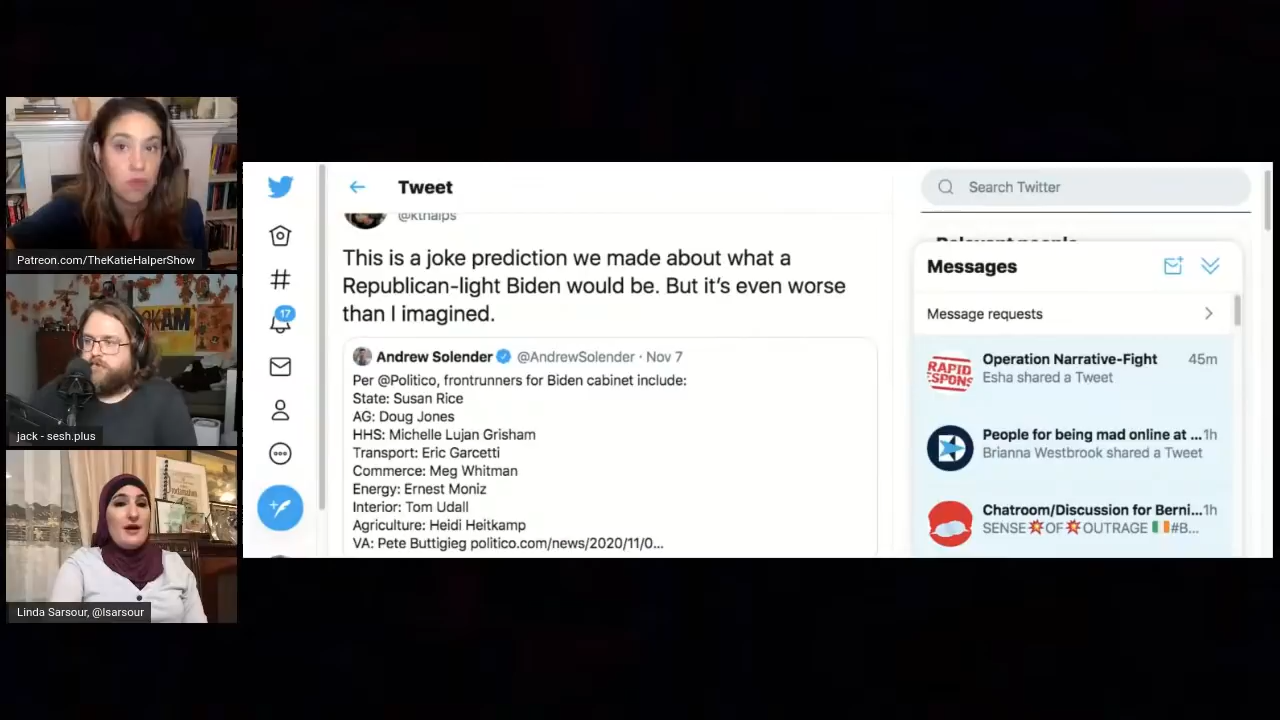 Patreon.com/TheKatieHalperShow
jack - sesh.plus
Linda Sarsour, @lsarsour
17
Tweet
@kthalps
This is a joke prediction we made about what a
Republican-light Biden would be. But it's even worse
than I imagined.
Andrew Solender @AndrewSolender · Nov 7
Per @Politico, frontrunners for Biden cabinet include:
State: Susan Rice
AG: Doug Jones
HHS: Michelle Lujan Grisham
Transport: Eric Garcetti
Commerce: Meg Whitman
Energy: Ernest Moniz
Interior: Tom Udall
Agriculture: Heidi Heitkamp
VA: Pete Buttigieg politico.com/news/2020/11/0...
Search Twitter
Relevant people
Messages
Message requests
RAPID
Operation Narrative-Fight 45m
Esha shared a Tweet
People for being mad online at ... 1h
Brianna Westbrook shared a Tweet
Chatroom/Discussion for Berni... 1h
SENSE💥OF💥OUTRAGE 🇮🇪#B...